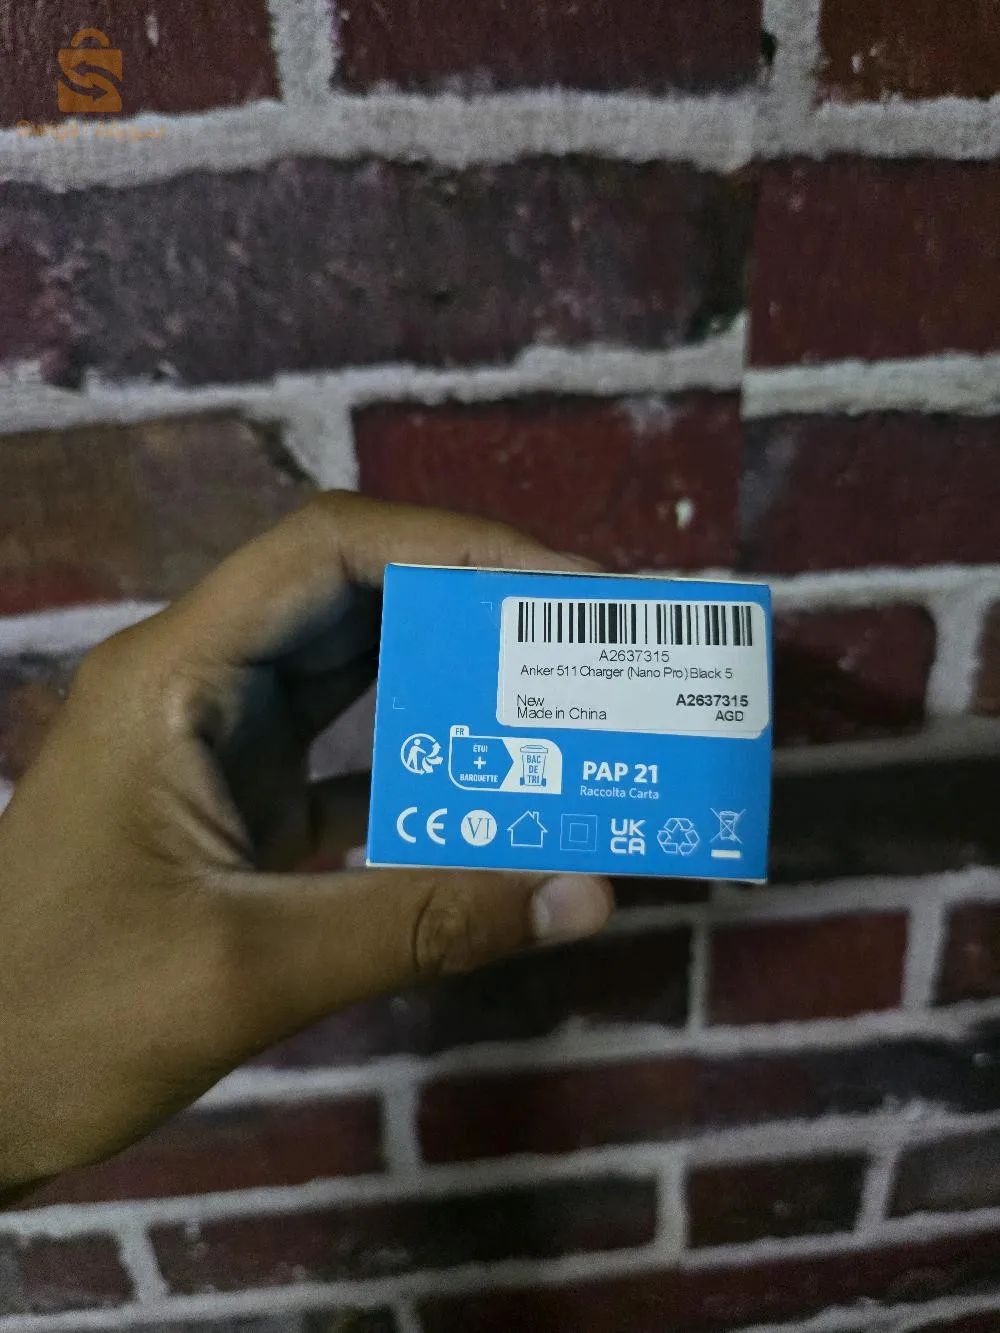 A2637315
Anker 511 Charger (Nano Pro) Black 5
New
A2637315
Made in China
AGD
FR
ÉTUI
+
BARQUETTE
BAC
DE
TRI
PAP 21
Raccolta Carta
CE
VI
UK
CA